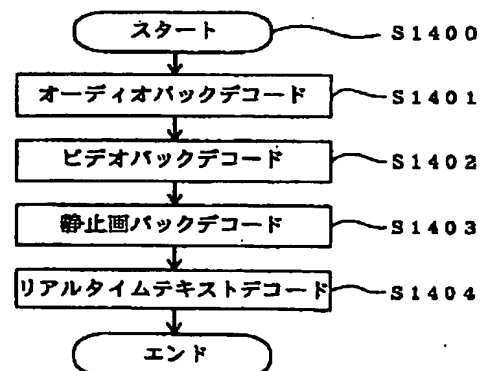 スタート S1400
オーディオパックデコード S1401
ビデオパックデコード S1402
静止画パックデコード S1403
リアルタイムテキストデコード S1404
エンド